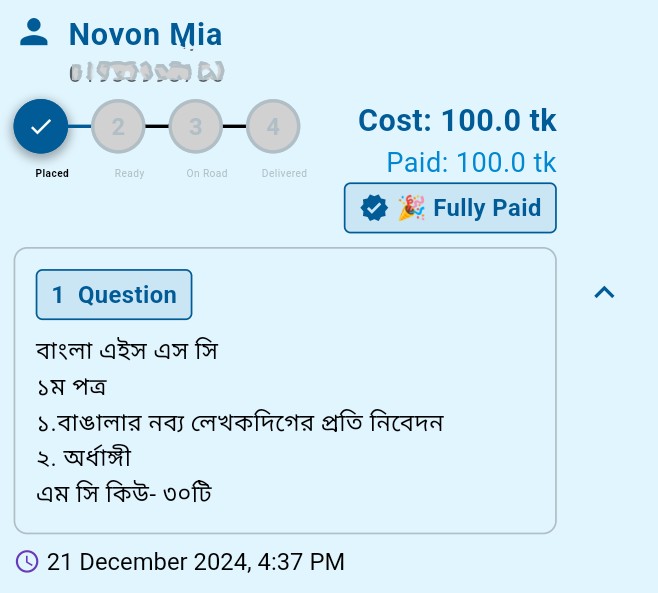 Novon Mia
2
3
4
Placed
Ready
On Road
Delivered
Cost: 100.0 tk
Paid: 100.0 tk
🎉 Fully Paid
1 Question
বাংলা এইস এস সি
১ম পত্র
১.বাঙালার নব্য লেখকদিগের প্রতি নিবেদন
২. অর্ধাঙ্গী
এম সি কিউ- ৩০টি
21 December 2024, 4:37 PM